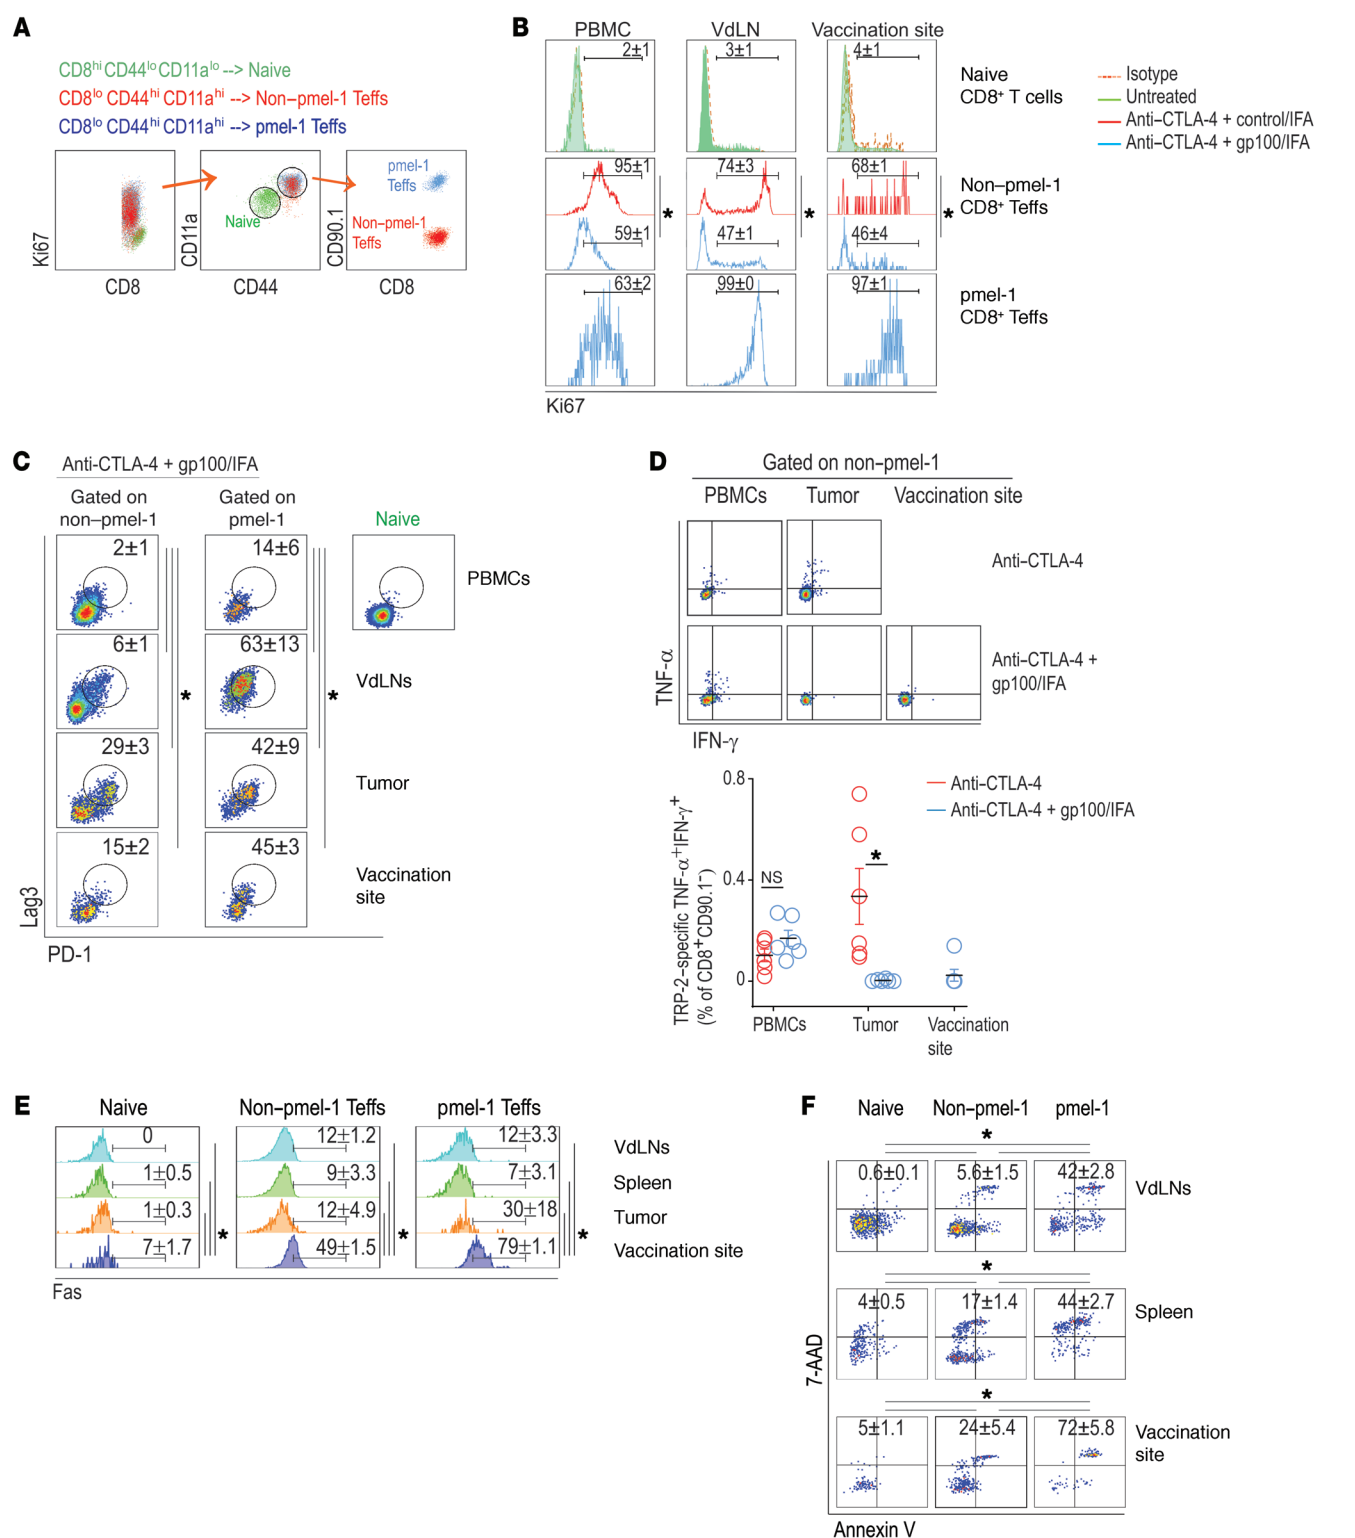 A
CD8hi CD44lo CD11alo --> Naive
CD8lo CD44hi CD11ahi --> Non–pmel-1 Teffs
CD8lo CD44hi CD11ahi --> pmel-1 Teffs
Ki67
CD8
CD11a
Naive
CD44
CD90.1
pmel-1
Teffs
Non–pmel-1
Teffs
CD8
B
PBMC
VdLN
Vaccination site
2±1
3±1
4±1
Naive
CD8+ T cells
95±1
74±3
68±1
*
*
*
Non–pmel-1
CD8+ Teffs
59±1
47±1
46±4
63±2
99±0
97±1
pmel-1
CD8+ Teffs
Ki67
Isotype
Untreated
Anti–CTLA-4 + control/IFA
Anti–CTLA-4 + gp100/IFA
C
Anti-CTLA-4 + gp100/IFA
Gated on
non–pmel-1
Gated on
pmel-1
Naive
2±1
14±6
PBMCs
6±1
63±13
VdLNs
*
*
29±3
42±9
Tumor
15±2
45±3
Vaccination
site
Lag3
PD-1
D
Gated on non–pmel-1
PBMCs
Tumor
Vaccination site
Anti–CTLA-4
Anti–CTLA-4 +
gp100/IFA
TNF-α
IFN-γ
TRP-2–specific TNF-α+IFN-γ+
(% of CD8+CD90.1-)
0.8
0.4
0
NS
*
Anti–CTLA-4
Anti–CTLA-4 + gp100/IFA
PBMCs
Tumor
Vaccination
site
E
Naive
Non–pmel-1 Teffs
pmel-1 Teffs
0
12±1.2
12±3.3
VdLNs
1±0.5
9±3.3
7±3.1
Spleen
1±0.3
12±4.9
30±18
Tumor
*
*
*
7±1.7
49±1.5
79±1.1
Vaccination site
Fas
F
Naive
Non–pmel-1
pmel-1
*
0.6±0.1
5.6±1.5
42±2.8
VdLNs
*
4±0.5
17±1.4
44±2.7
Spleen
*
5±1.1
24±5.4
72±5.8
Vaccination
site
7-AAD
Annexin V